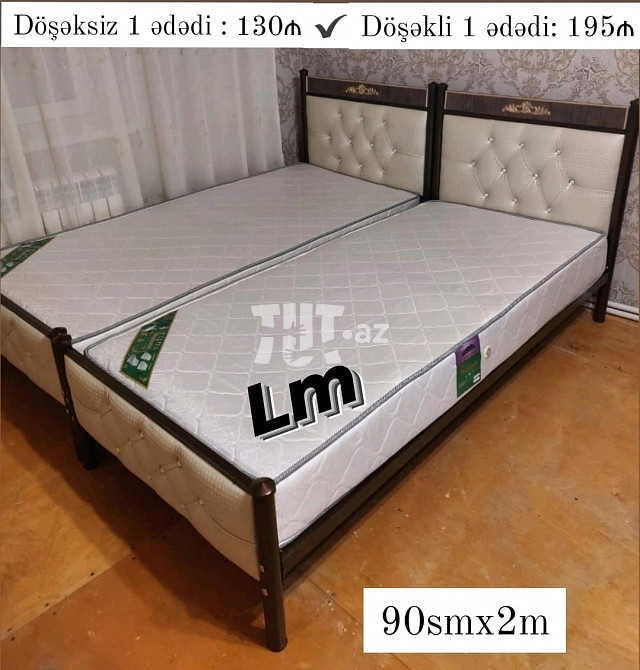 Döşəksiz 1 ədədi : 130₼ ✓ Döşəkli 1 ədədi: 195₼
TUT.az
Lm
90smx2m